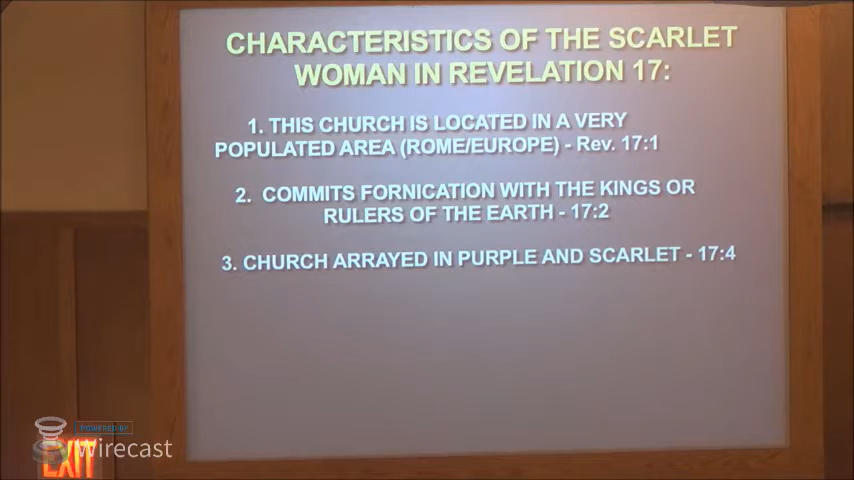 CHARACTERISTICS OF THE SCARLET
WOMAN IN REVELATION 17:
1. THIS CHURCH IS LOCATED IN A VERY
POPULATED AREA (ROME/EUROPE) - Rev. 17:1
2. COMMITS FORNICATION WITH THE KINGS OR
RULERS OF THE EARTH - 17:2
3. CHURCH ARRAYED IN PURPLE AND SCARLET - 17:4
POWERED BY
wirecast
EXIT